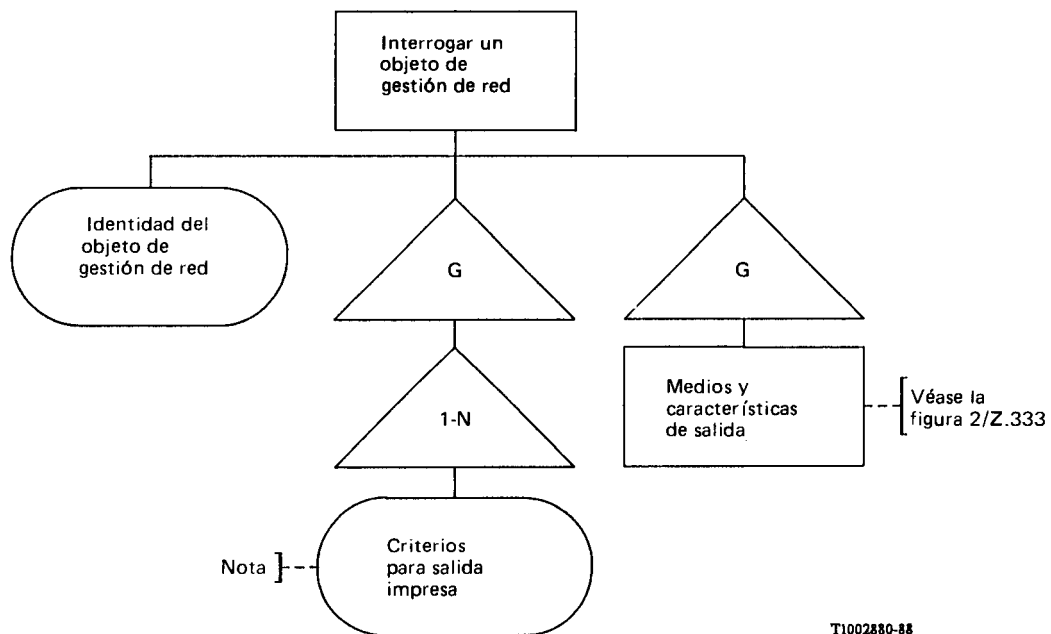 Interrogar un
objeto de
gestión de red
Identidad del
objeto de
gestión de red
G
G
1-N
Medios y
características
de salida
Véase la
figura 2/Z.333
Nota
Criterios
para salida
impresa
T1002880-88